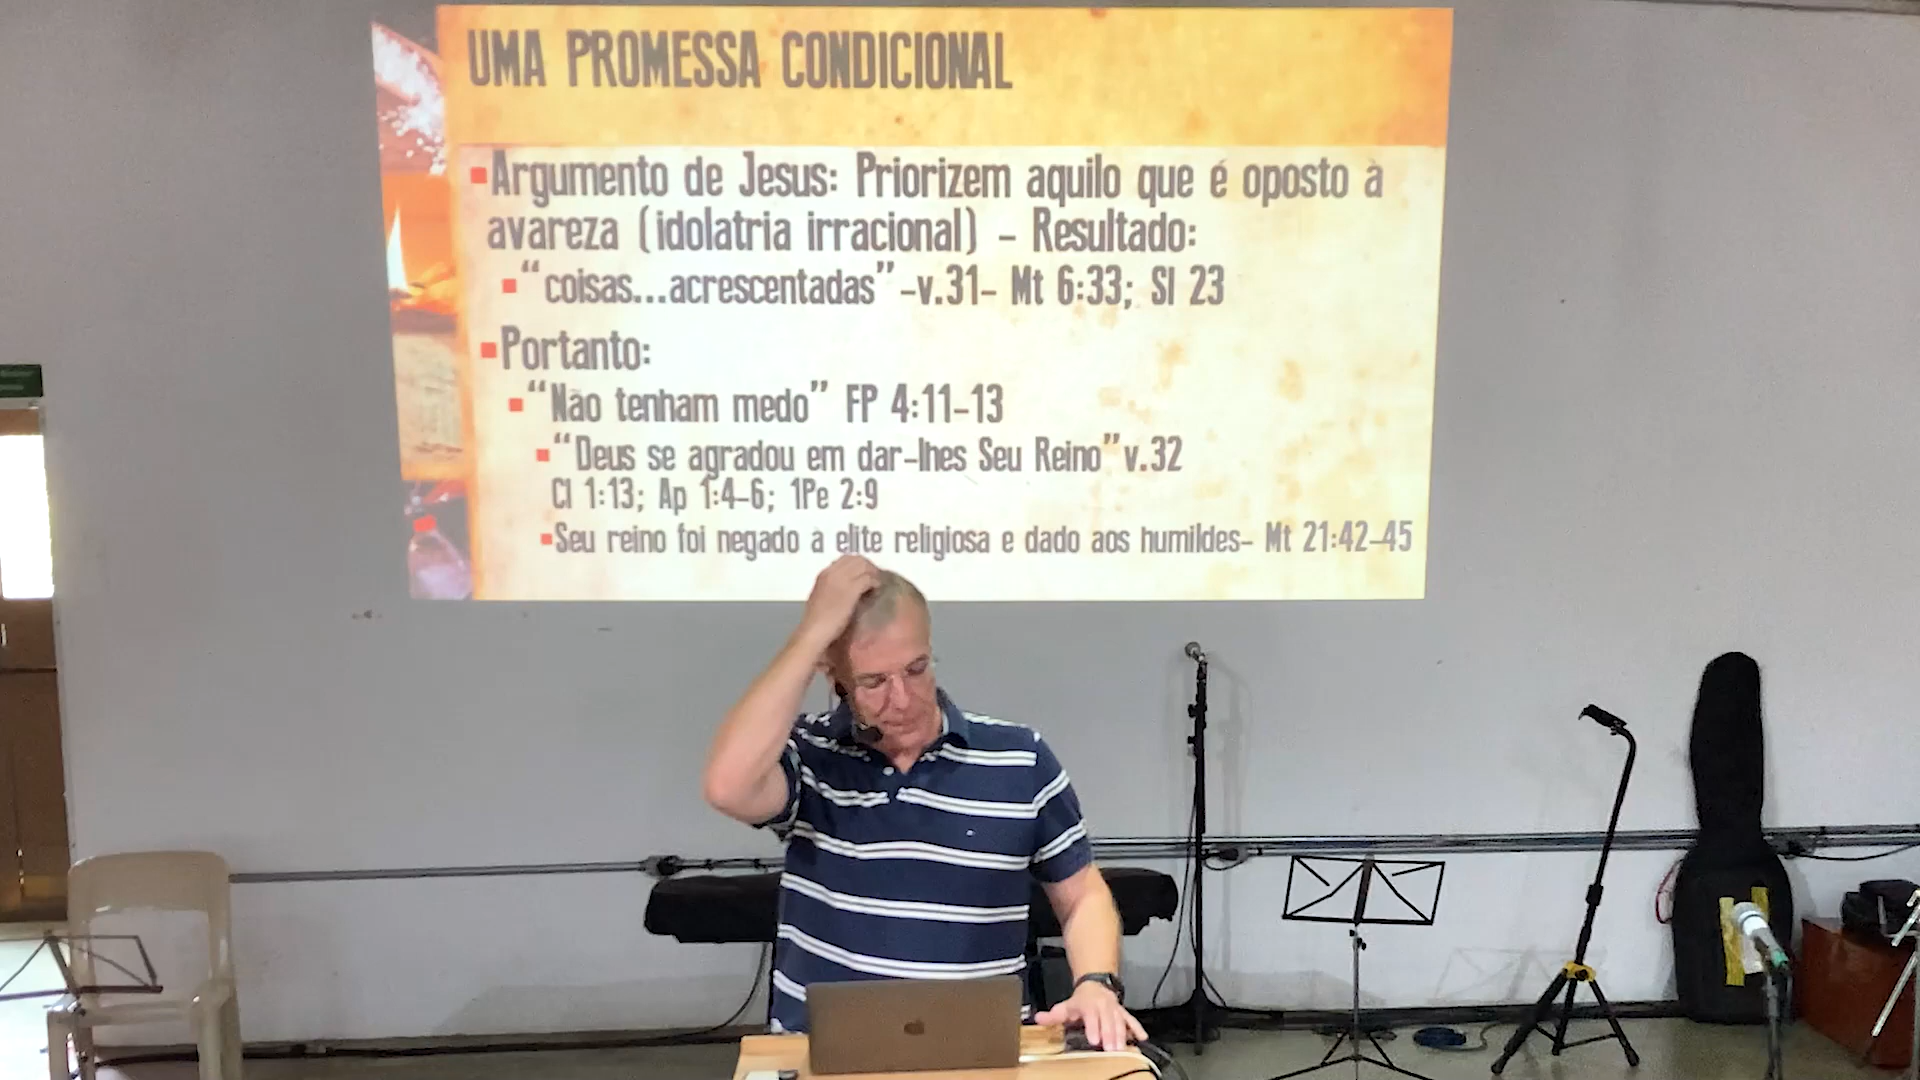 UMA PROMESSA CONDICIONAL
▪Argumento de Jesus: Priorizem aquilo que é oposto à
avareza (idolatria irracional) – Resultado:
▪“coisas...acrescentadas” –v.31– Mt 6:33; Sl 23
▪Portanto:
▪“Não tenham medo” FP 4:11–13
▪“Deus se agradou em dar–lhes Seu Reino”v.32
Cl 1:13; Ap 1:4–6; 1Pe 2:9
▪Seu reino foi negado à elite religiosa e dado aos humildes– Mt 21:42–45